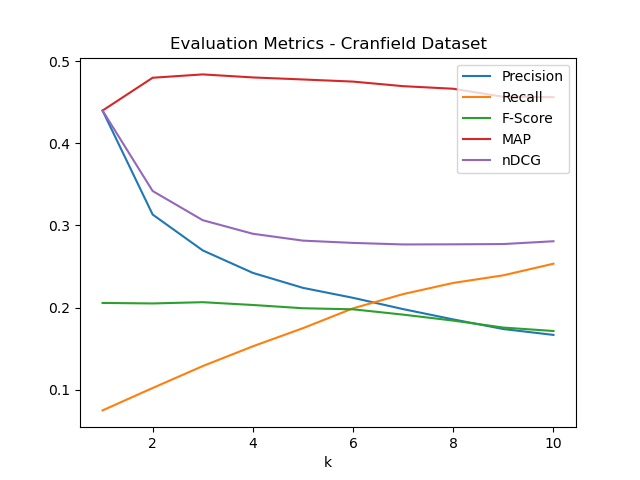 Evaluation Metrics - Cranfield Dataset
0.5
0.4
0.3
0.2
0.1
Precision
Recall
F-Score
MAP
nDCG
2 4 6 8 10
k